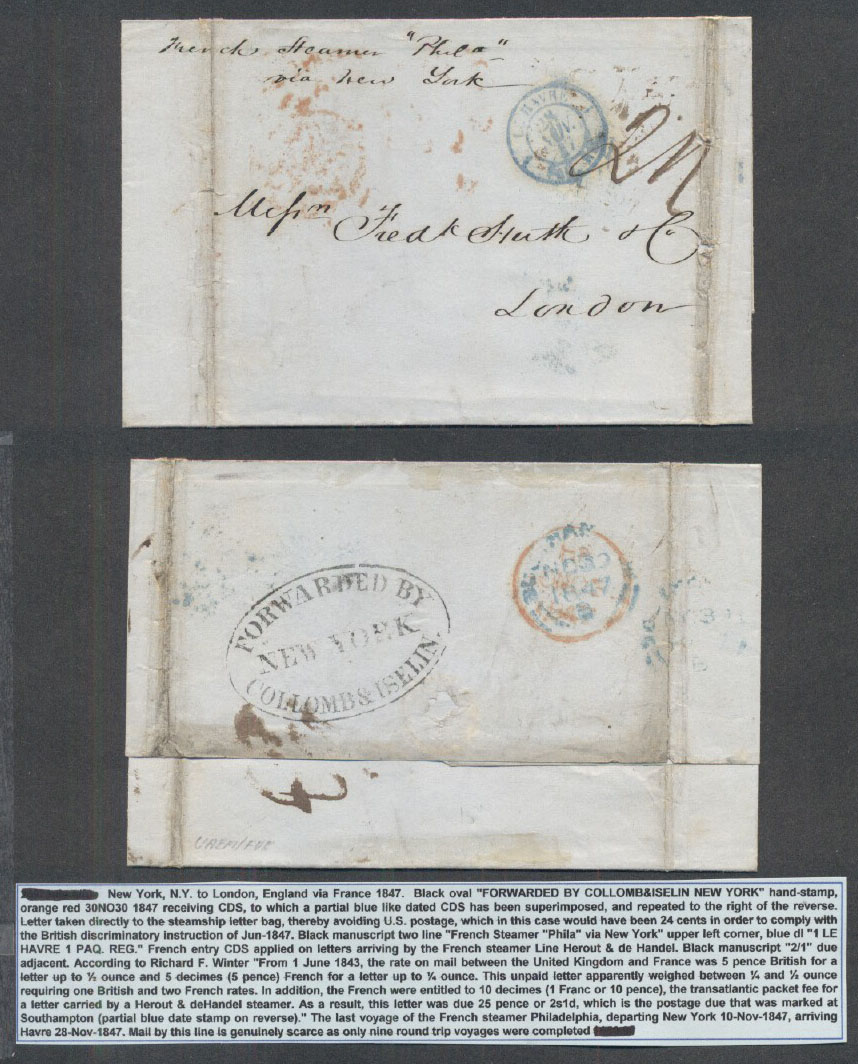 French Steamer "Phila"
via New York
Messrs Fredk Huth & Co
London
FORWARDED BY
NEW YORK
COLLOMB&ISELIN.
New York, N.Y. to London, England via France 1847. Black oval "FORWARDED BY COLLOMB&ISELIN NEW YORK" hand-stamp,
orange red 30NO30 1847 receiving CDS, to which a partial blue like dated CDS has been superimposed, and repeated to the right of the reverse.
Letter taken directly to the steamship letter bag, thereby avoiding U.S. postage, which in this case would have been 24 cents in order to comply with
the British discriminatory instruction of Jun-1847. Black manuscript two line "French Steamer "Phila" via New York" upper left corner, blue dl "1 LE
HAVRE 1 PAQ. REG." French entry CDS applied on letters arriving by the French steamer Line Herout & de Handel. Black manuscript "2/1" due
adjacent. According to Richard F. Winter "From 1 June 1843, the rate on mail between the United Kingdom and France was 5 pence British for a
letter up to ½ ounce and 5 decimes (5 pence) French for a letter up to ¼ ounce. This unpaid letter apparently weighed between ¼ and ½ ounce
requiring one British and two French rates. In addition, the French were entitled to 10 decimes (1 Franc or 10 pence), the transatlantic packet fee for
a letter carried by a Herout & deHandel steamer. As a result, this letter was due 25 pence or 2s1d, which is the postage due that was marked at
Southampton (partial blue date stamp on reverse)." The last voyage of the French steamer Philadelphia, departing New York 10-Nov-1847, arriving
Havre 28-Nov-1847. Mail by this line is genuinely scarce as only nine round trip voyages were completed